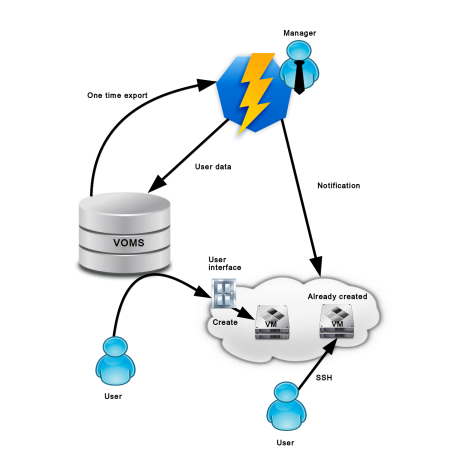 Manager
One time export
User data
Notification
VOMS
User
interface
Already created
VM
VM
Create
SSH
User
User